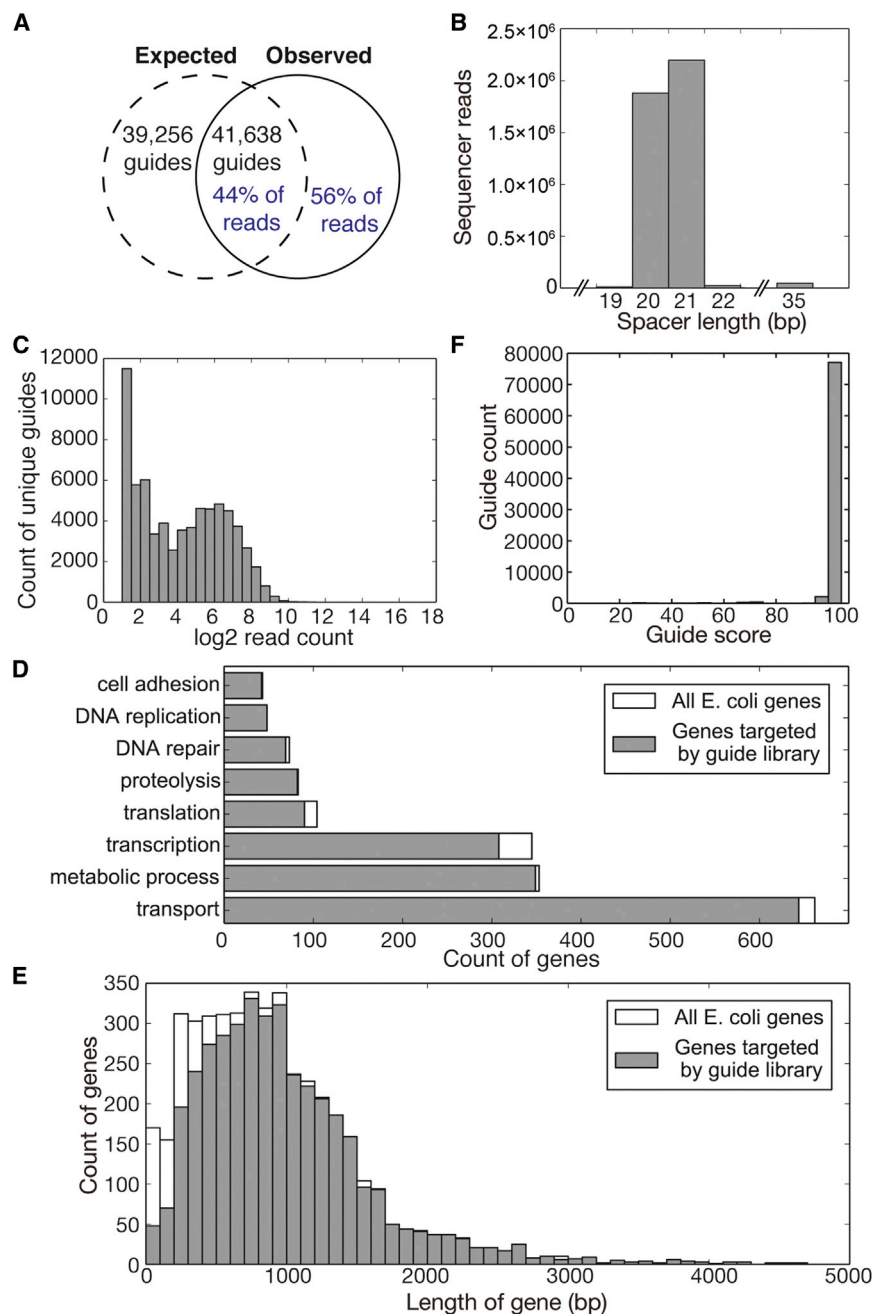 A
Expected Observed
39,256
guides
41,638
guides
44% of
reads
56% of
reads
B
2.5×10⁶
2.0×10⁶
1.5×10⁶
1.0×10⁶
0.5×10⁶
0
Sequencer reads
19 20 21 22 35
Spacer length (bp)
C
12000
10000
8000
6000
4000
2000
0
Count of unique guides
0 2 4 6 8 10 12 14 16 18
log2 read count
F
80000
70000
60000
50000
40000
30000
20000
10000
0
Guide count
0 20 40 60 80 100
Guide score
D
cell adhesion
DNA replication
DNA repair
proteolysis
translation
transcription
metabolic process
transport
All E. coli genes
Genes targeted
by guide library
0 100 200 300 400 500 600
Count of genes
E
350
300
250
200
150
100
50
0
Count of genes
All E. coli genes
Genes targeted
by guide library
0 1000 2000 3000 4000 5000
Length of gene (bp)